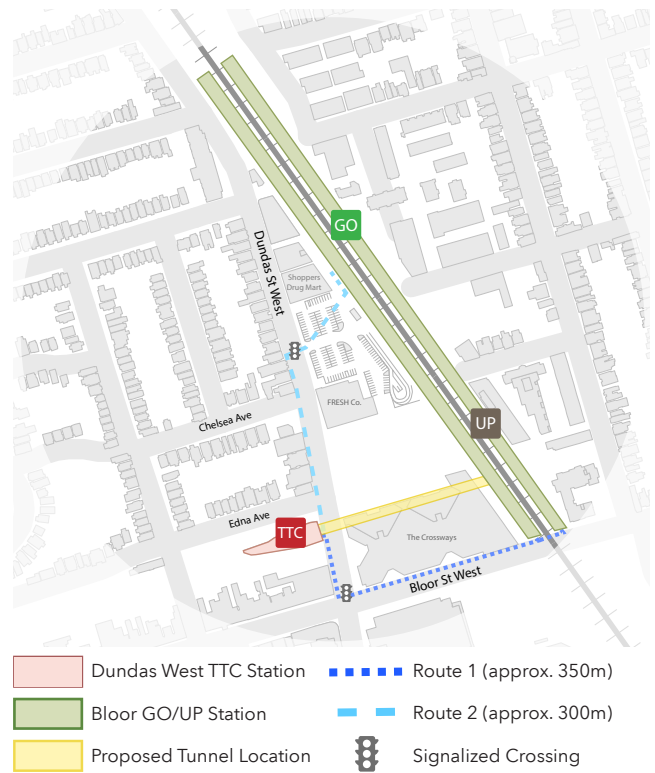 GO
Dundas St West
Shoppers
Drug Mart
FRESH Co.
Chelsea Ave
UP
Edna Ave
TTC
The Crossways
Bloor St West
Dundas West TTC Station
Route 1 (approx. 350m)
Bloor GO/UP Station
Route 2 (approx. 300m)
Proposed Tunnel Location
Signalized Crossing